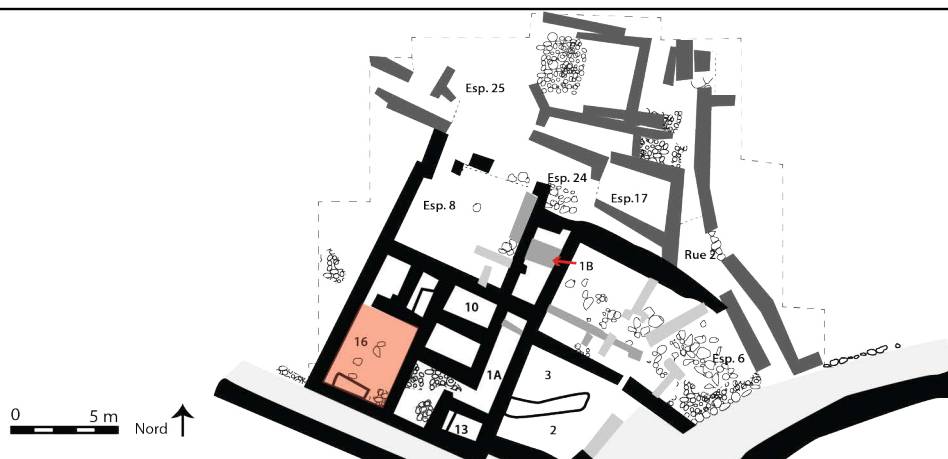 Esp. 25
Esp. 24
Esp.17
Esp. 8
Rue 2
1B
10
16
Esp. 6
1A
3
0 5 m
Nord
13
2